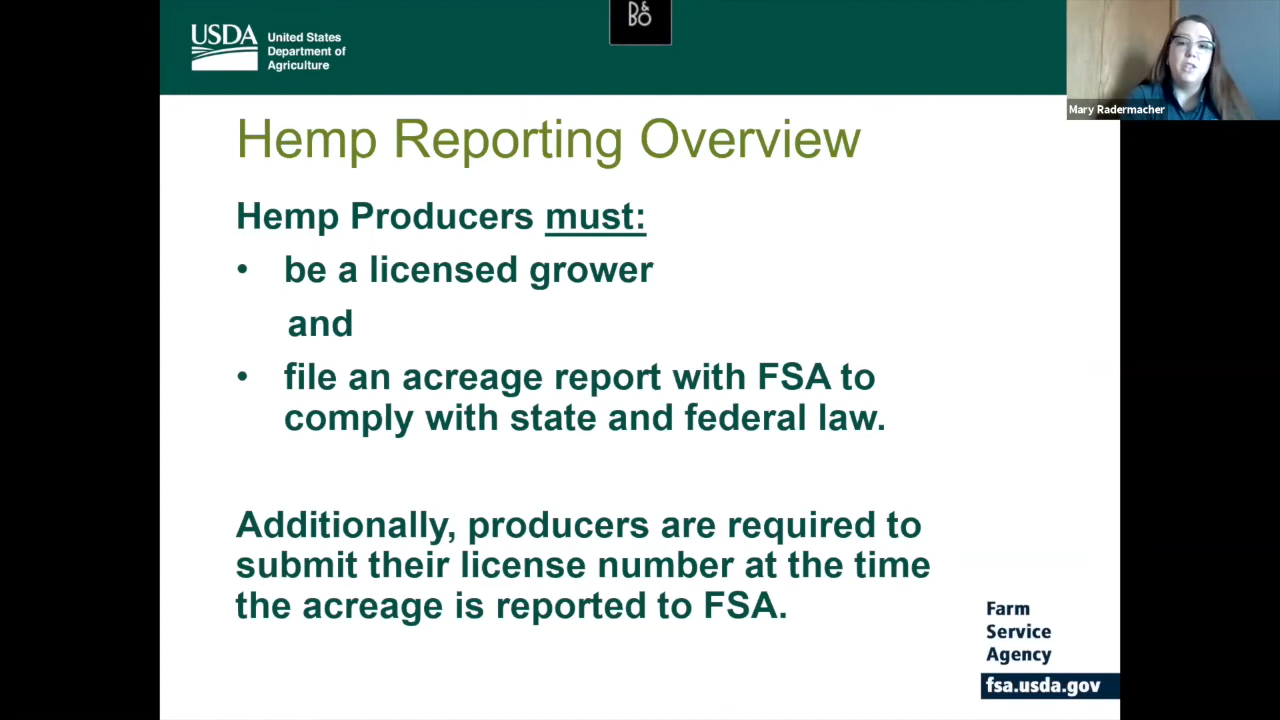 USDA
United States
Department of
Agriculture
Mary Radermacher
Hemp Reporting Overview
Hemp Producers must:
• be a licensed grower
and
• file an acreage report with FSA to
comply with state and federal law.
Additionally, producers are required to
submit their license number at the time
the acreage is reported to FSA.
Farm
Service
Agency
fsa.usda.gov